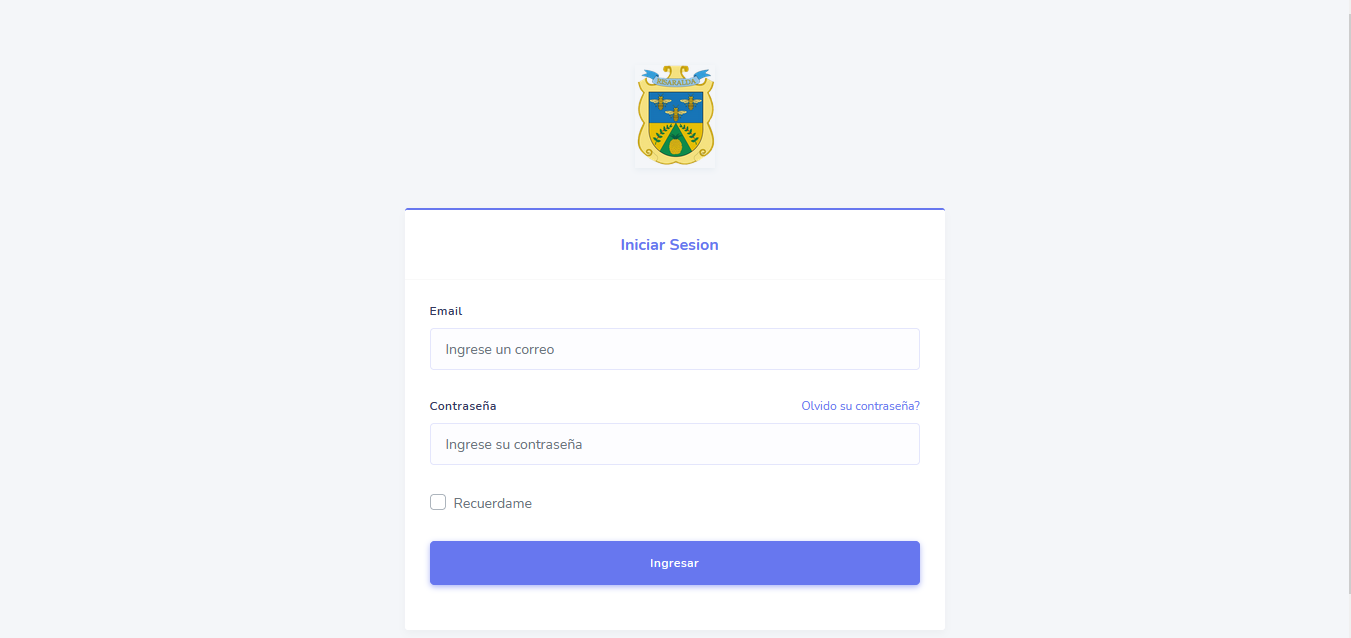 Iniciar Sesion
Email
Ingrese un correo
Contraseña
Olvido su contraseña?
Ingrese su contraseña
Recuerdame
Ingresar